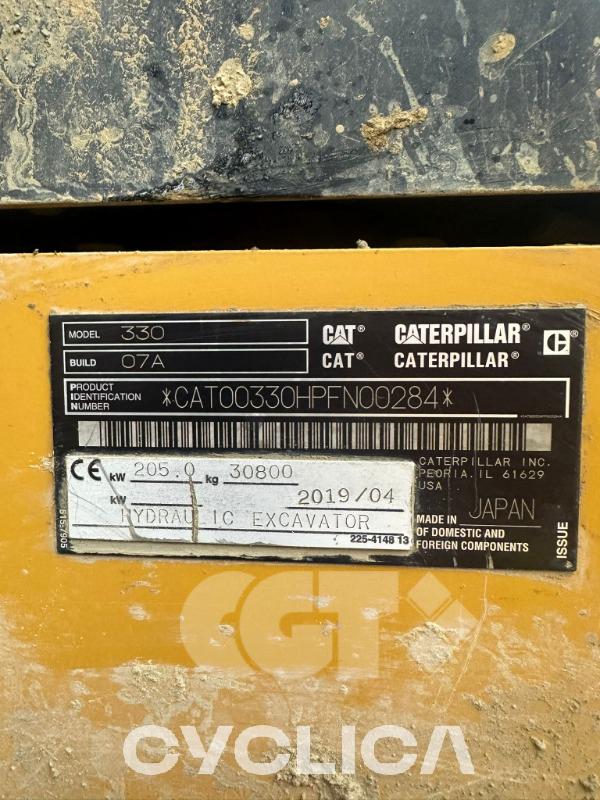 MODEL 330 CAT® CATERPILLAR®
BUILD 07A CAT® CATERPILLAR® C®
PRODUCT IDENTIFICATION NUMBER *CAT00330HPFN00284*
CE kW 205.0 kg 30800
kW 2019/04
HYDRAULIC EXCAVATOR
225-4148 13
CATERPILLAR INC.
PEORIA, IL 61629
USA
MADE IN JAPAN
OF DOMESTIC AND
FOREIGN COMPONENTS
ISSUE
CGT
CYCLICA